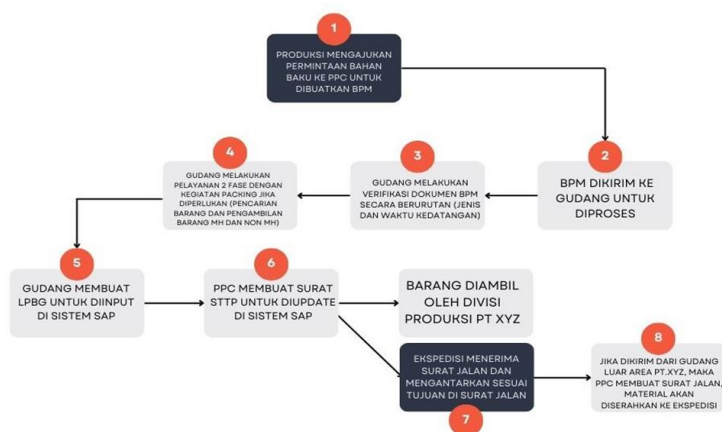 1
PRODUKSI MENGAJUKAN
PERMINTAAN BAHAN
BAKU KE PPC UNTUK
DIBUATKAN BPM
2
BPM DIKIRIM KE
GUDANG UNTUK
DIPROSES
3
GUDANG MELAKUKAN
VERIFIKASI DOKUMEN BPM
SECARA BERURUTAN (JENIS
DAN WAKTU KEDATANGAN)
4
GUDANG MELAKUKAN
PELAYANAN 2 FASE DENGAN
KEGIATAN PACKING JIKA
DIPERLUKAN (PENCARIAN
BARANG DAN PENGAMBILAN
BARANG MH DAN NON MH)
5
GUDANG MEMBUAT
LPBG UNTUK DIINPUT
DI SISTEM SAP
6
PPC MEMBUAT SURAT
STTP UNTUK DIUPDATE
DI SISTEM SAP
BARANG DIAMBIL
OLEH DIVISI
PRODUKSI PT XYZ
EKSPEDISI MENERIMA
SURAT JALAN DAN
MENGANTARKAN SESUAI
TUJUAN DI SURAT JALAN
7
8
JIKA DIKIRIM DARI GUDANG
LUAR AREA PT.XYZ, MAKA
PPC MEMBUAT SURAT JALAN,
MATERIAL AKAN
DISERAHKAN KE EKSPEDISI